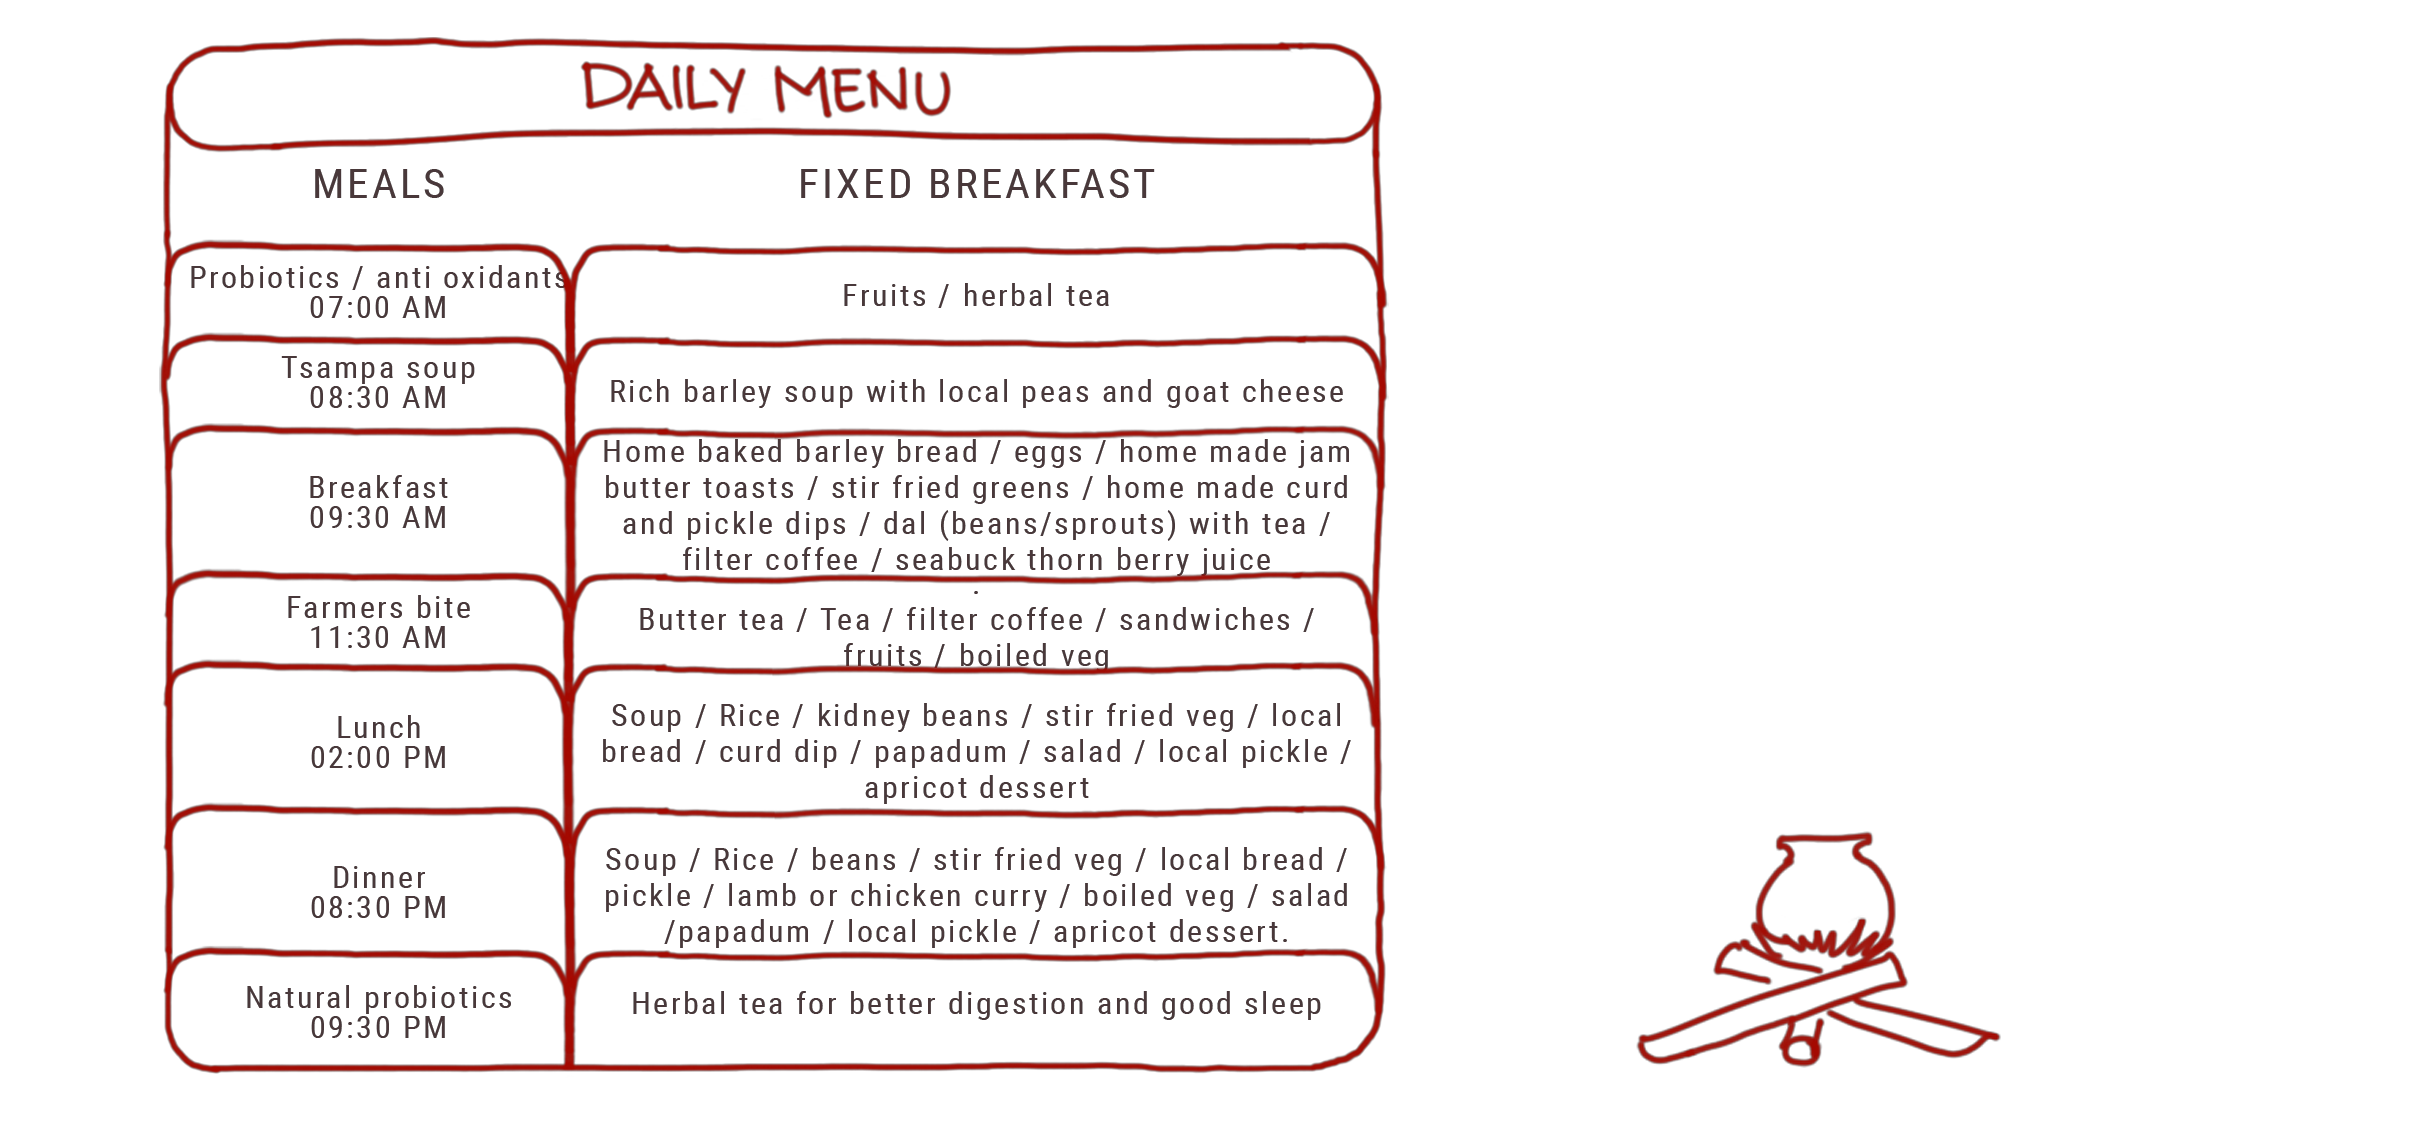 DAILY MENU
MEALS
FIXED BREAKFAST
Probiotics / anti oxidants
07:00 AM
Fruits / herbal tea
Tsampa soup
08:30 AM
Rich barley soup with local peas and goat cheese
Breakfast
09:30 AM
Home baked barley bread / eggs / home made jam
butter toasts / stir fried greens / home made curd
and pickle dips / dal (beans/sprouts) with tea /
filter coffee / seabuck thorn berry juice
.
Farmers bite
11:30 AM
Butter tea / Tea / filter coffee / sandwiches /
fruits / boiled veg
Lunch
02:00 PM
Soup / Rice / kidney beans / stir fried veg / local
bread / curd dip / papadum / salad / local pickle /
apricot dessert
Dinner
08:30 PM
Soup / Rice / beans / stir fried veg / local bread /
pickle / lamb or chicken curry / boiled veg / salad
/papadum / local pickle / apricot dessert.
Natural probiotics
09:30 PM
Herbal tea for better digestion and good sleep